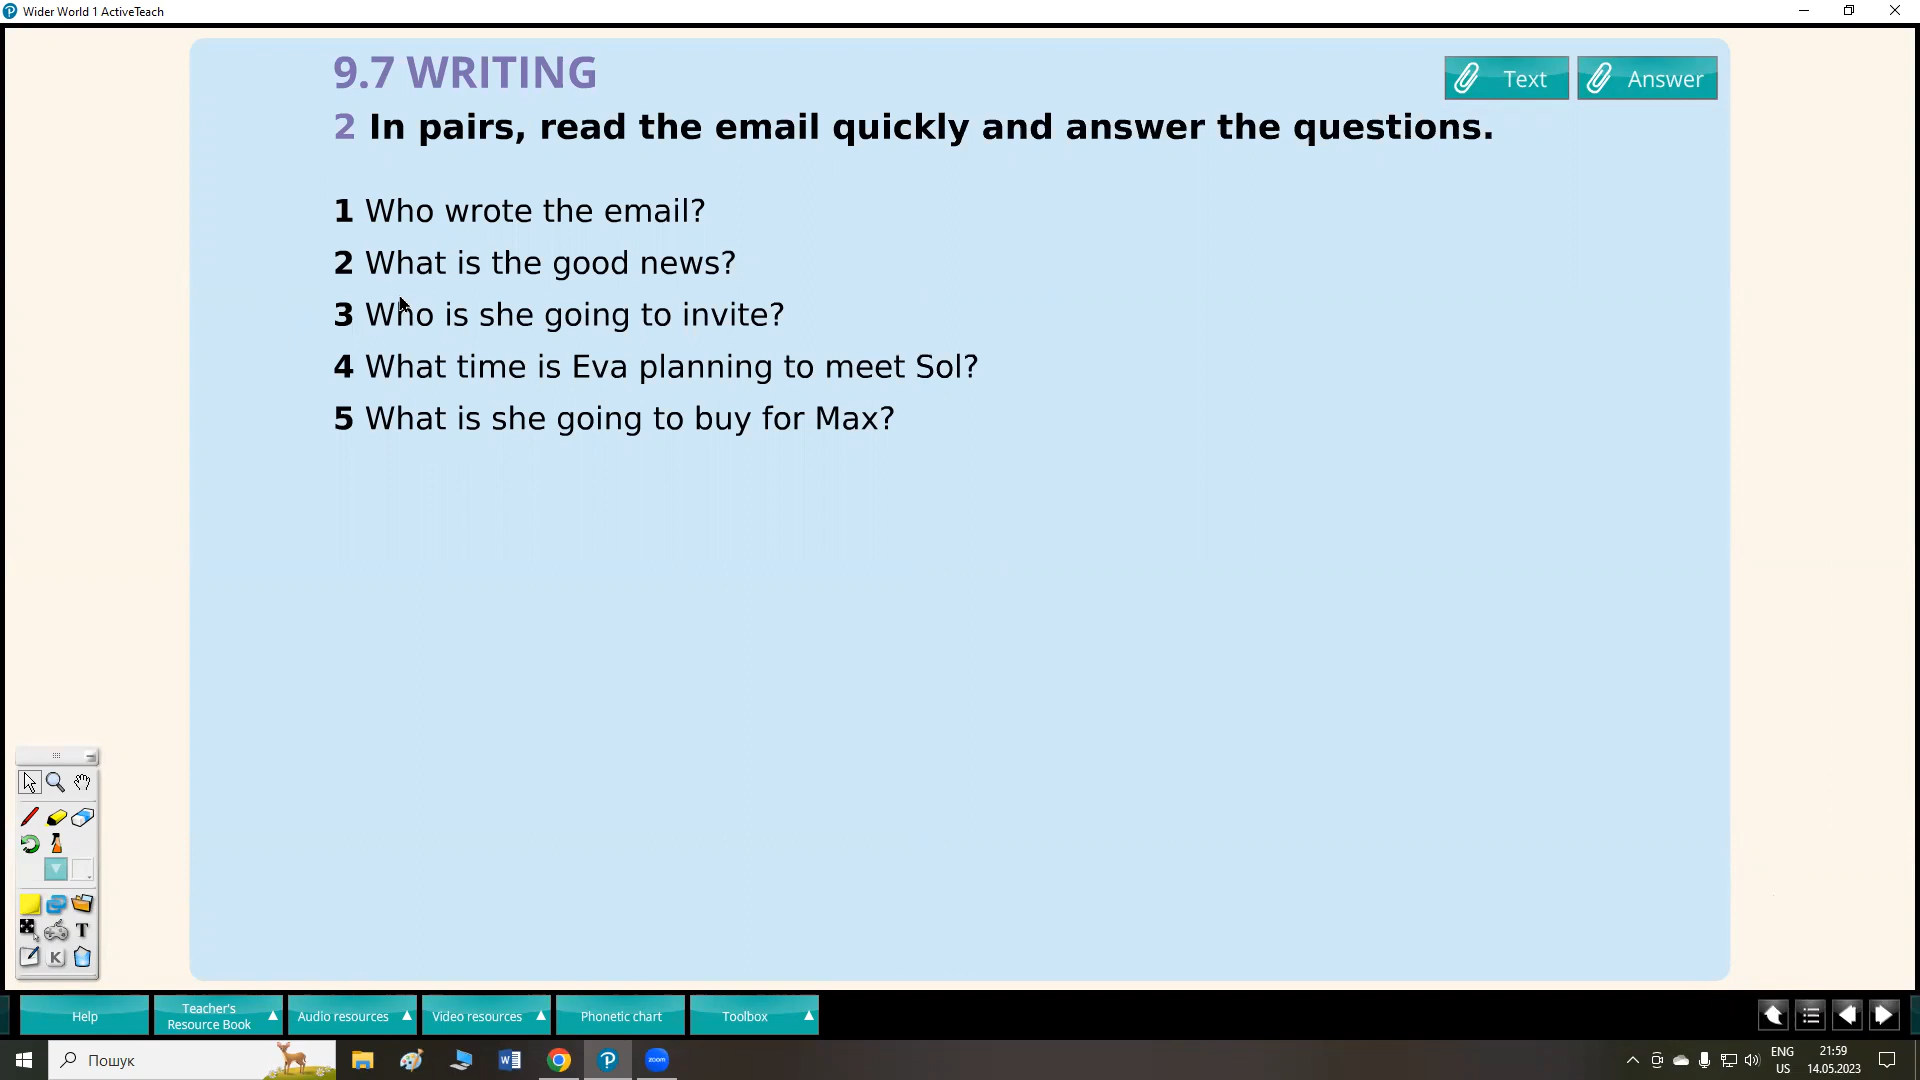 Wider World 1 ActiveTeach
9.7 WRITING
Text
Answer
2 In pairs, read the email quickly and answer the questions.
1 Who wrote the email?
2 What is the good news?
3 Who is she going to invite?
4 What time is Eva planning to meet Sol?
5 What is she going to buy for Max?
T
K
Help
Teacher's
Resource Book
Audio resources
Video resources
Phonetic chart
Toolbox
Пошук
zoom
ENG
US
21:59
14.05.2023